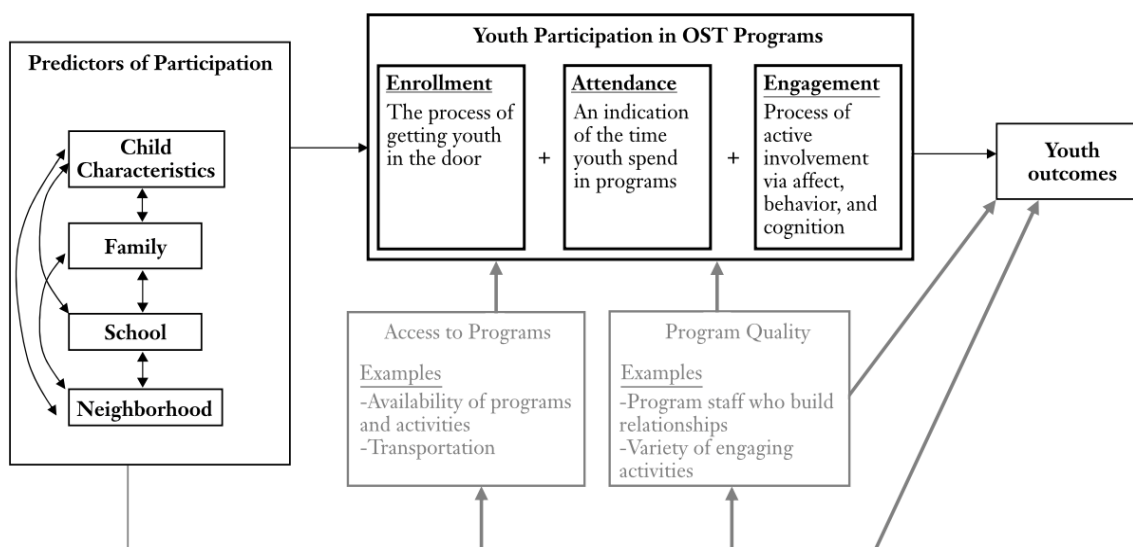 Predictors of Participation
Child
Characteristics
Family
School
Neighborhood
Youth Participation in OST Programs
Enrollment
The process of
getting youth
in the door
+
Attendance
An indication
of the time
youth spend
in programs
+
Engagement
Process of
active
involvement
via affect,
behavior, and
cognition
Youth
outcomes
Access to Programs
Examples
-Availability of programs
and activities
-Transportation
Program Quality
Examples
-Program staff who build
relationships
-Variety of engaging
activities